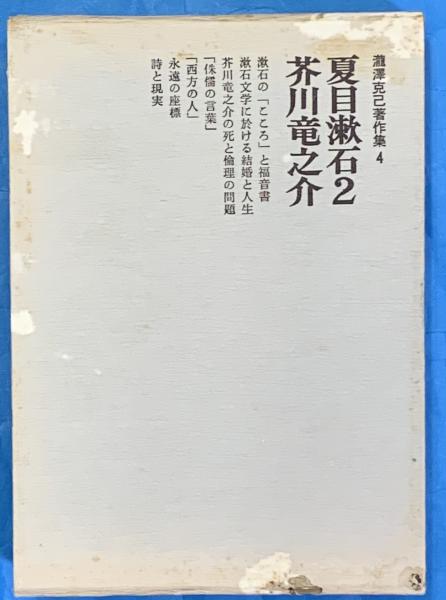 瀧澤克己著作集4
夏目漱石2
芥川竜之介
漱石の「こころ」と福音書
漱石文学に於ける結婚と人生
芥川竜之介の死と倫理の問題
「侏儒の言葉」
「西方の人」
永遠の座標
詩と現実